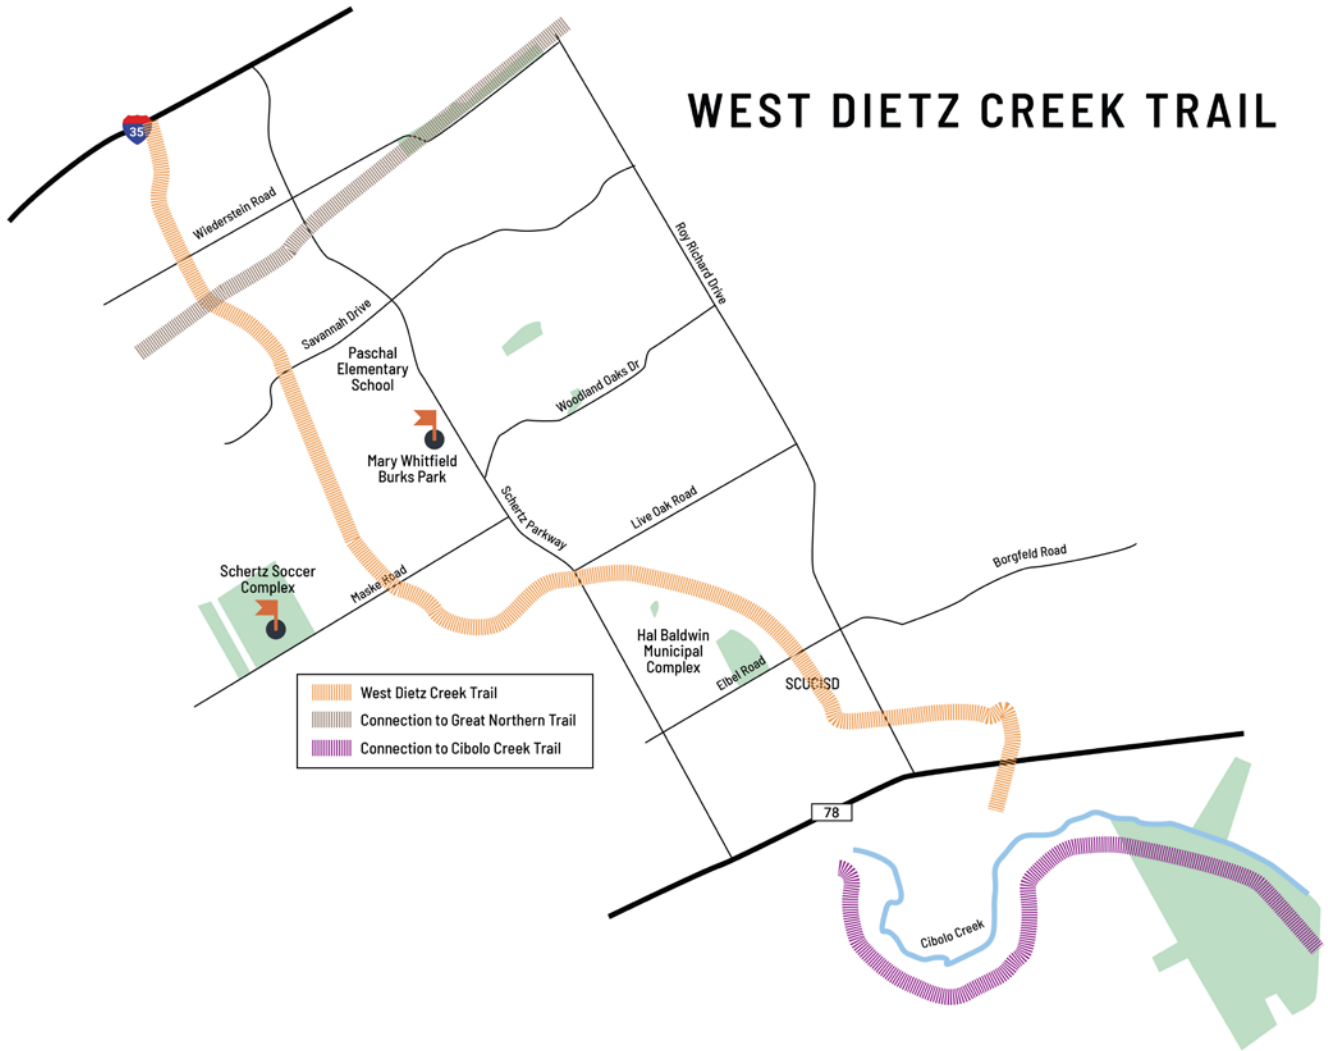 WEST DIETZ CREEK TRAIL
35
Wiederstein Road
Roy Richard Drive
Savannah Drive
Paschal
Elementary
School
Woodland Oaks Dr
Mary Whitfield
Burks Park
Schertz Parkway
Live Oak Road
Borgfeld Road
Schertz Soccer
Complex
Maske Road
Hal Baldwin
Municipal
Complex
Elbel Road
SCUCISD
West Dietz Creek Trail
Connection to Great Northern Trail
Connection to Cibolo Creek Trail
78
Cibolo Creek